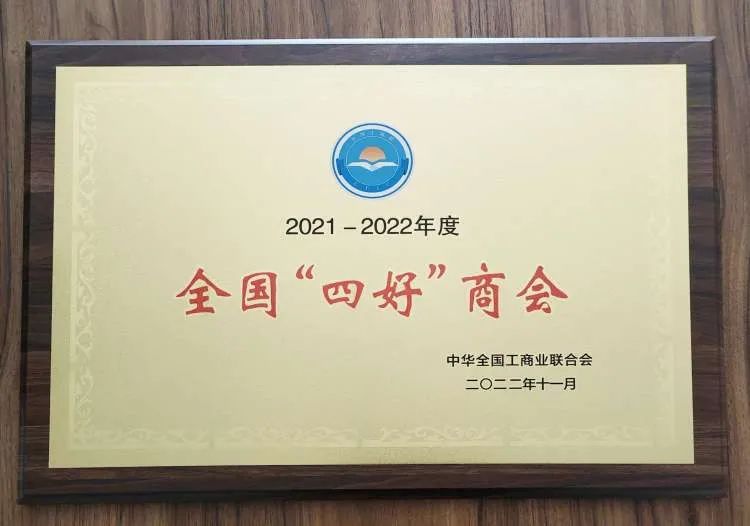 2021－2022年度
全国“四好”商会
中华全国工商业联合会
二〇二二年十一月